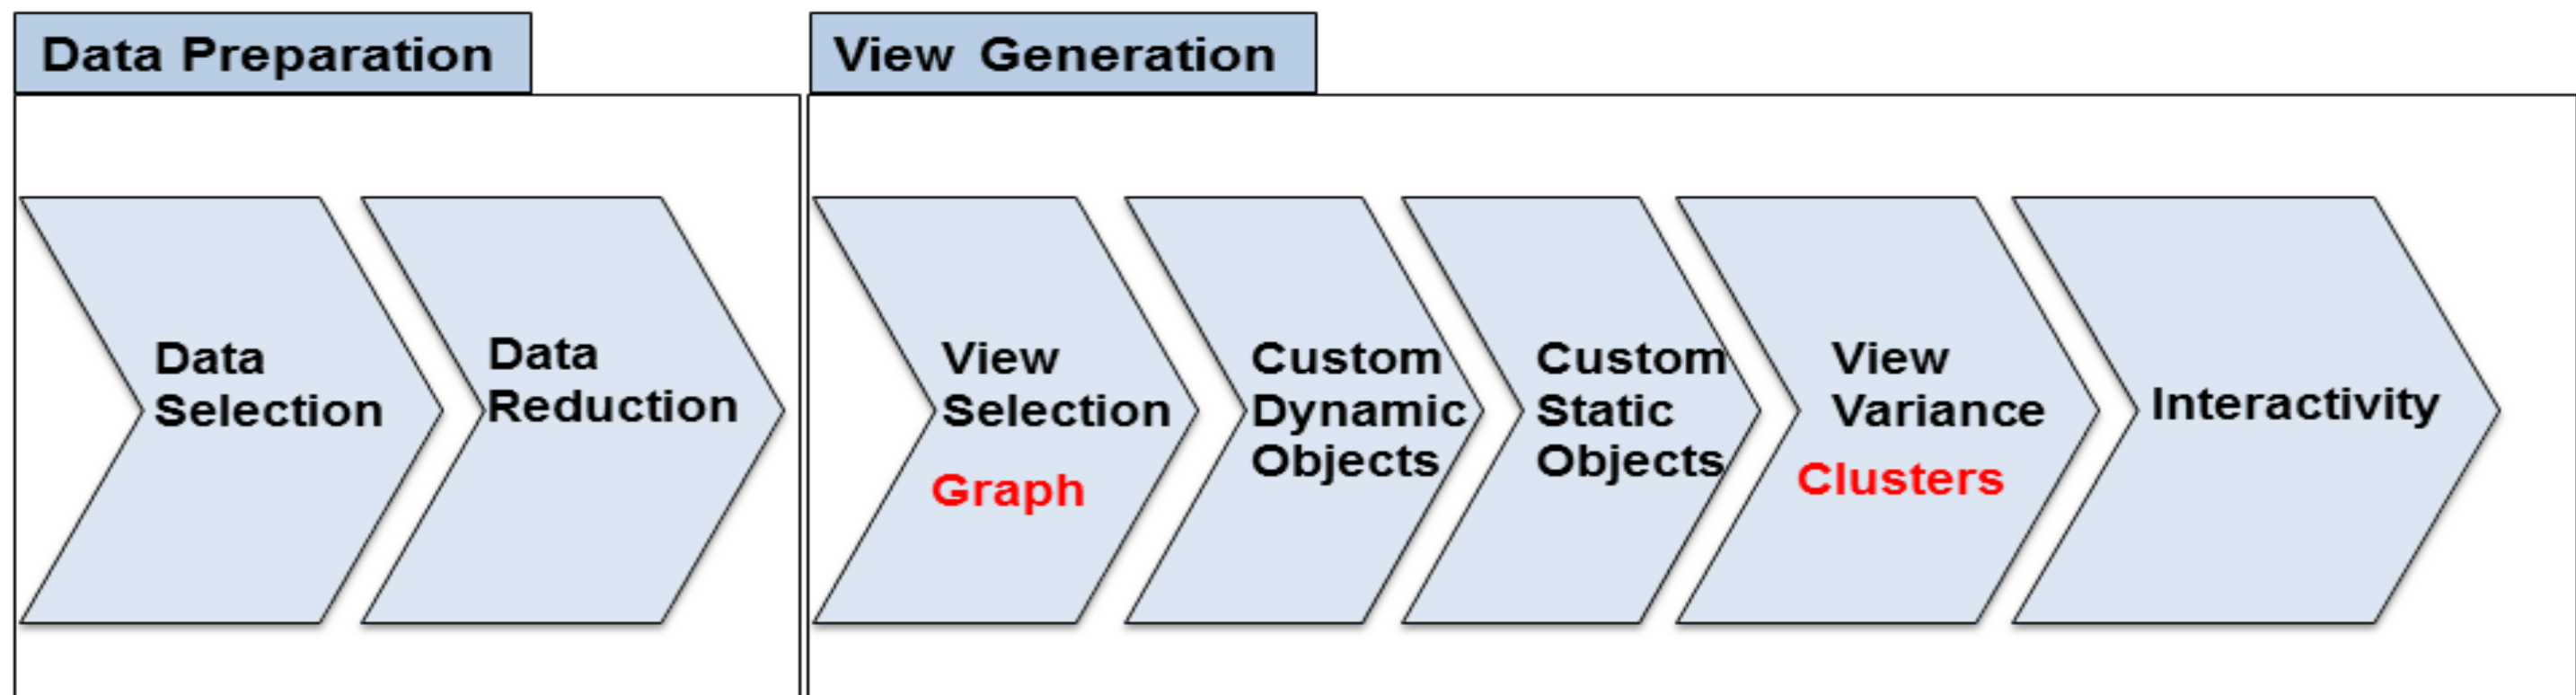 Data Preparation
View Generation
Data
Selection
Data
Reduction
View
Selection
Graph
Custom
Dynamic
Objects
Custom
Static
Objects
View
Variance
Clusters
Interactivity